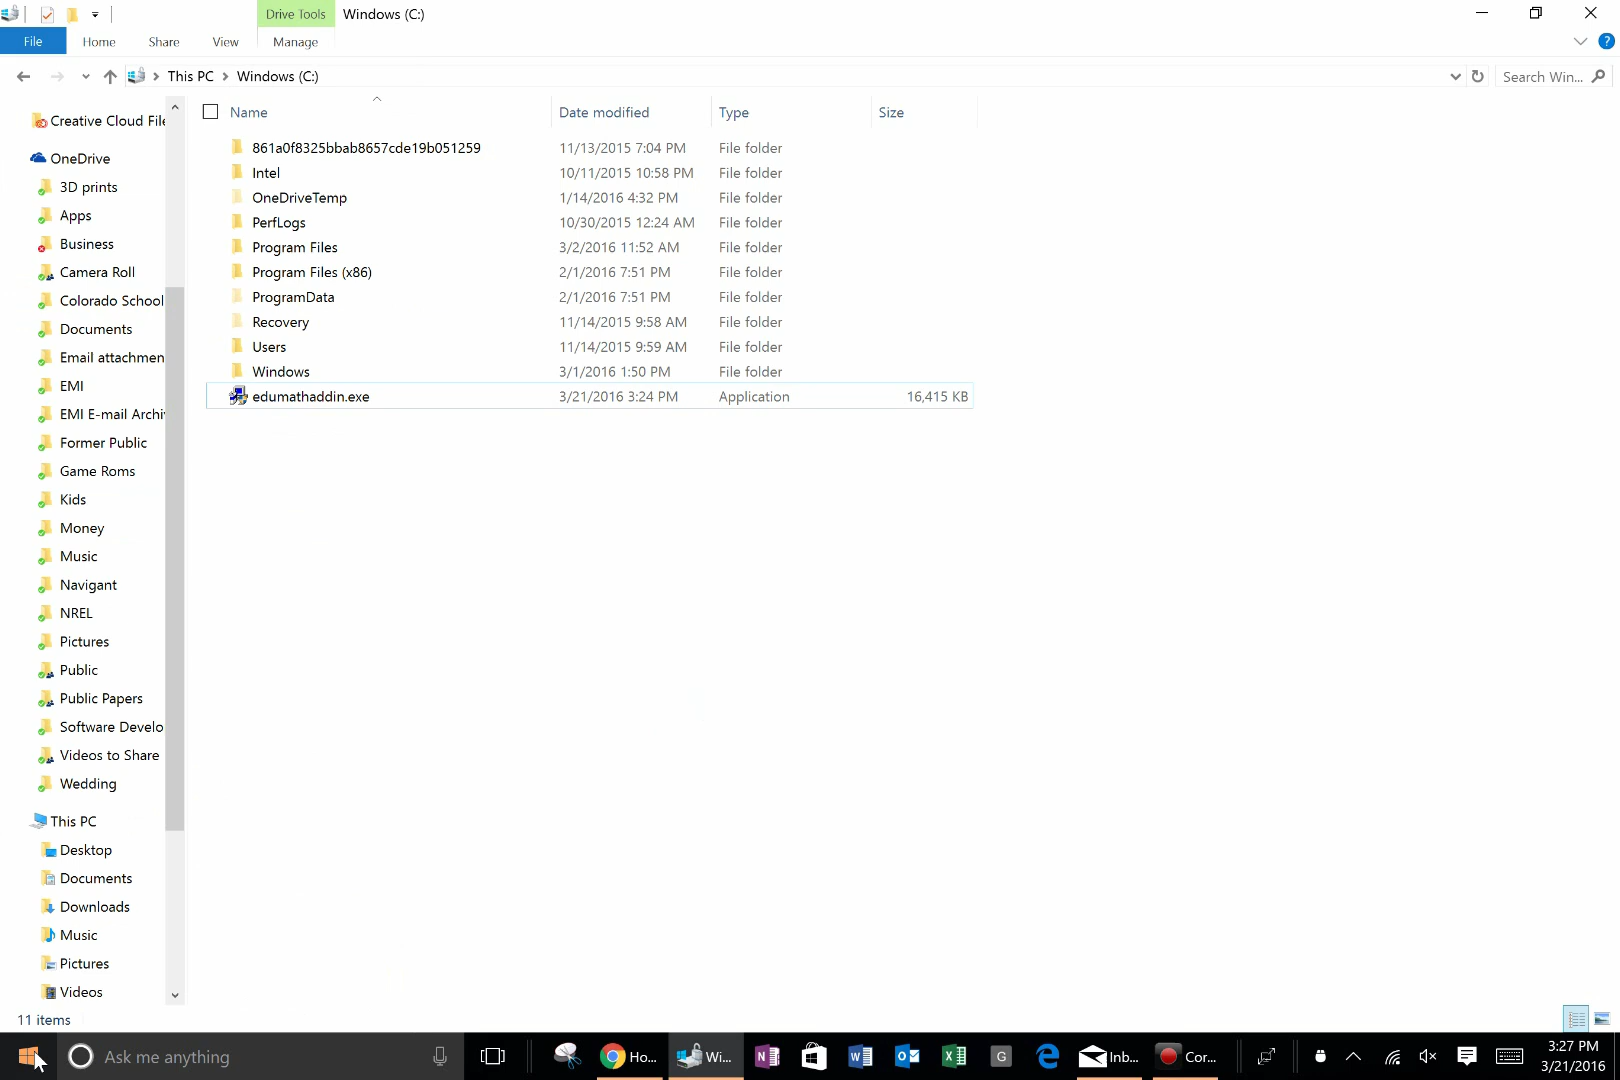 Drive Tools Windows (C:)
File Home Share View Manage
This PC Windows (C:) Search Win...
Name Date modified Type Size
861a0f8325bbab8657cde19b051259 11/13/2015 7:04 PM File folder
Intel 10/11/2015 10:58 PM File folder
OneDriveTemp 1/14/2016 4:32 PM File folder
PerfLogs 10/30/2015 12:24 AM File folder
Program Files 3/2/2016 11:52 AM File folder
Program Files (x86) 2/1/2016 7:51 PM File folder
ProgramData 2/1/2016 7:51 PM File folder
Recovery 11/14/2015 9:58 AM File folder
Users 11/14/2015 9:59 AM File folder
Windows 3/1/2016 1:50 PM File folder
edumathaddin.exe 3/21/2016 3:24 PM Application 16,415 KB
Creative Cloud File
OneDrive
3D prints
Apps
Business
Camera Roll
Colorado School
Documents
Email attachmen
EMI
EMI E-mail Archi
Former Public
Game Roms
Kids
Money
Music
Navigant
NREL
Pictures
Public
Public Papers
Software Develo
Videos to Share
Wedding
This PC
Desktop
Documents
Downloads
Music
Pictures
Videos
11 items
Ask me anything Ho... Wi... N W O X G Inb... Cor... 3:27 PM
3/21/2016